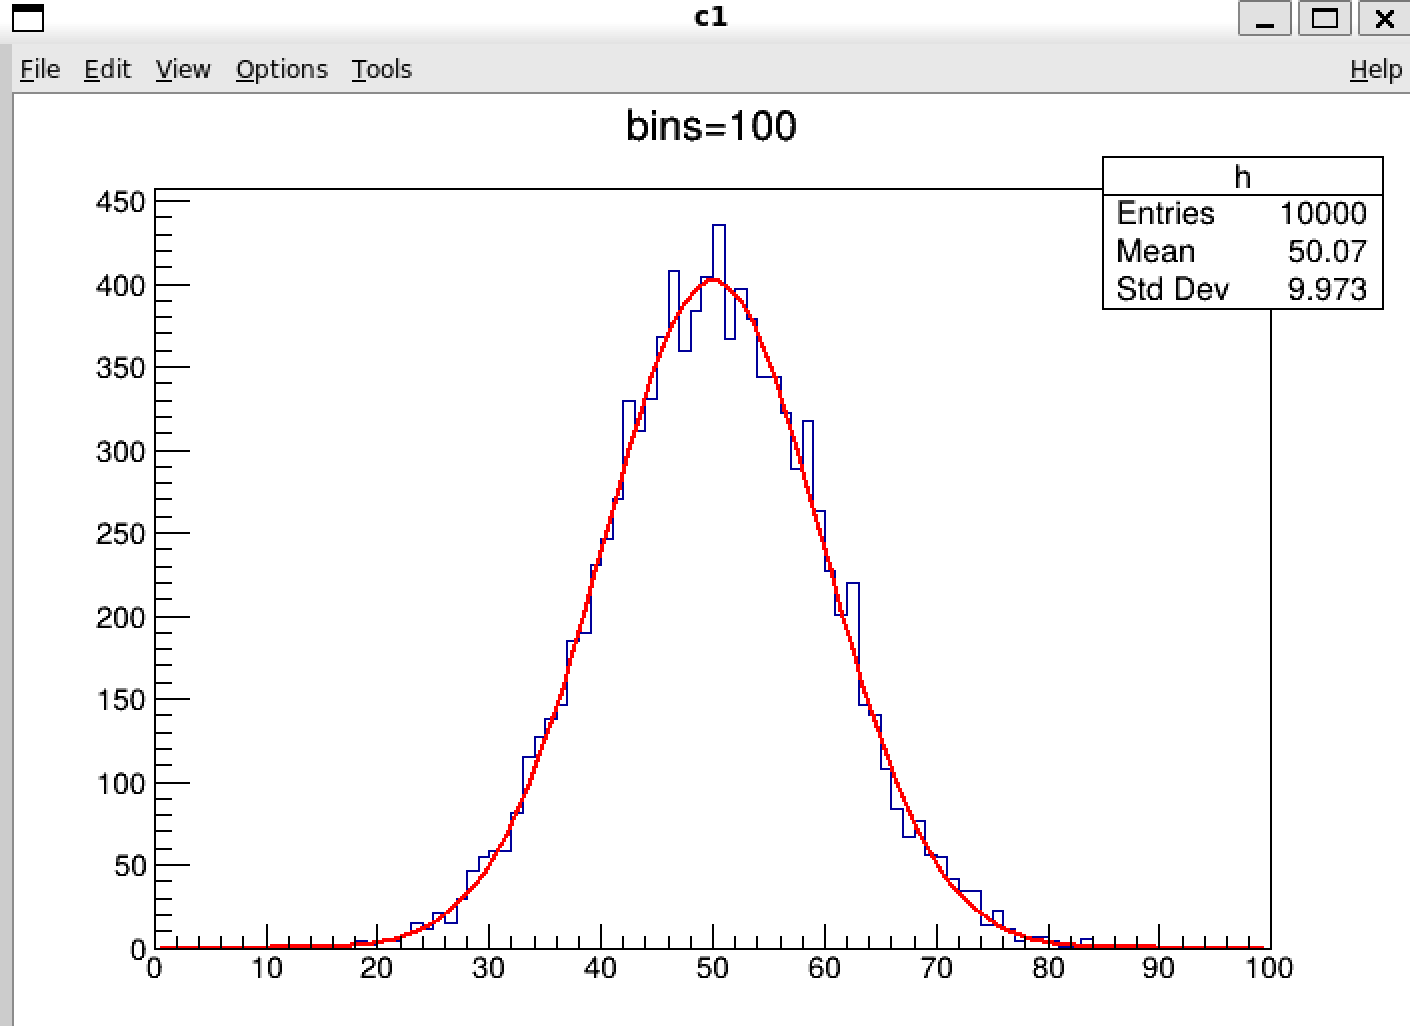 c1
File Edit View Options Tools Help
bins=100
h
Entries 10000
Mean 50.07
Std Dev 9.973
450
400
350
300
250
200
150
100
50
0
0 10 20 30 40 50 60 70 80 90 100